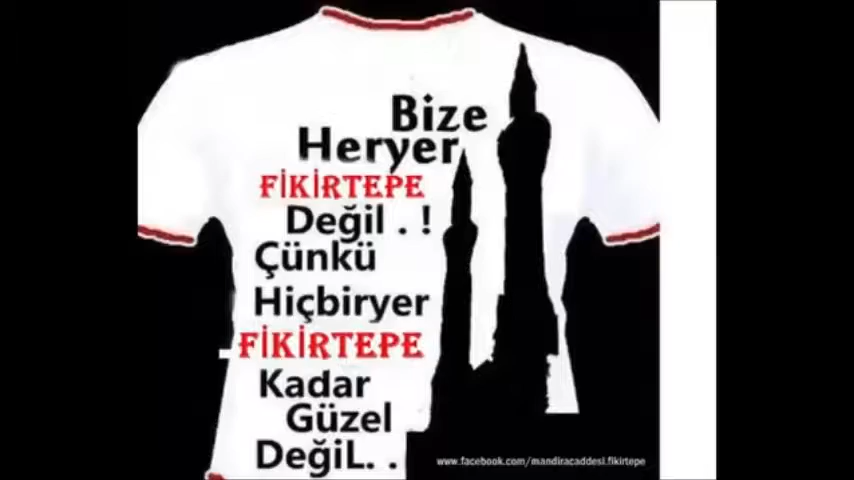 Bize
Heryer
FİKİRTEPE
Değil . !
Çünkü
Hiçbiryer
FİKİRTEPE
Kadar
Güzel
DeğiL. .
www.facebook.com/mandiracaddesi.fikirtepe